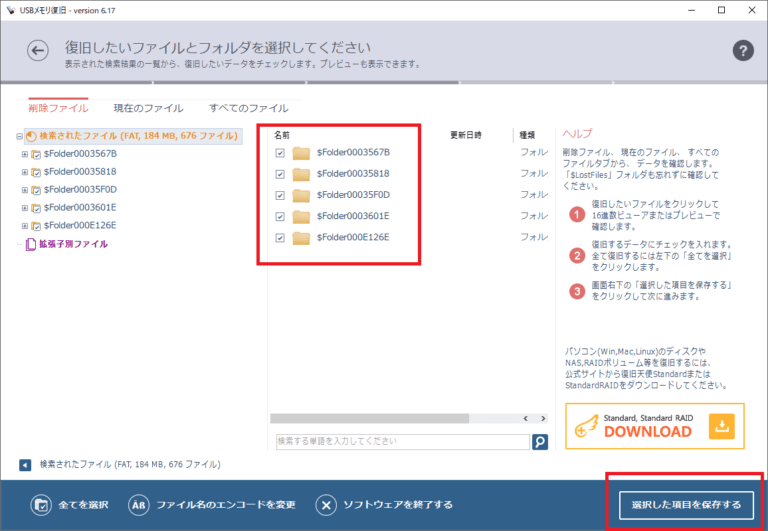 USBメモリ復旧 - version 6.17
復旧したいファイルとフォルダを選択してください
表示された検索結果の一覧から、復旧したいデータをチェックします。プレビューも表示できます。
?
削除ファイル 現在のファイル すべてのファイル
検索されたファイル (FAT, 184 MB, 676 ファイル)
$Folder0003567B
$Folder00035818
$Folder00035F0D
$Folder0003601E
$Folder000E126E
拡張子別ファイル
名前 更新日時 種類
$Folder0003567B フォル
$Folder00035818 フォル
$Folder00035F0D フォル
$Folder0003601E フォル
$Folder000E126E フォル
検索する単語を入力してください
ヘルプ
削除ファイル、 現在のファイル、 すべての
ファイルタブから、 データを確認します。
「$LostFiles」フォルダも忘れずに確認して
ください。
1 復旧したいファイルをクリックして
16進数ビューアまたはプレビューで
確認します。
2 復旧するデータにチェックを入れます。
全て復旧するには左下の「全てを選択」
をクリックします。
3 画面右下の「選択した項目を保存する」
をクリックして次に進みます。
パソコン(Win,Mac,Linux)のディスクや
NAS,RAIDボリューム等を復旧するには、
公式サイトから復旧天使Standardまたは
StandardRAIDをダウンロードしてください。
Standard, Standard RAID
DOWNLOAD
検索されたファイル (FAT, 184 MB, 676 ファイル)
全てを選択 ÄB ファイル名のエンコードを変更 ソフトウェアを終了する 選択した項目を保存する